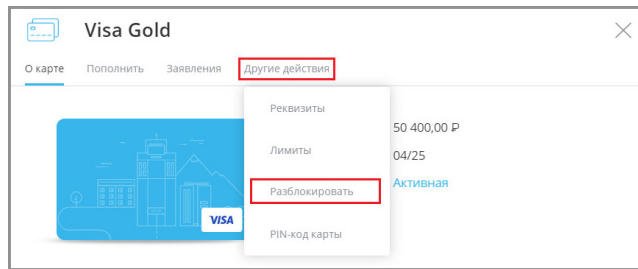 Visa Gold
О карте Пополнить Заявления Другие действия
Реквизиты
50 400,00 ₽
Лимиты
04/25
Разблокировать
Активная
VISA
PIN-код карты